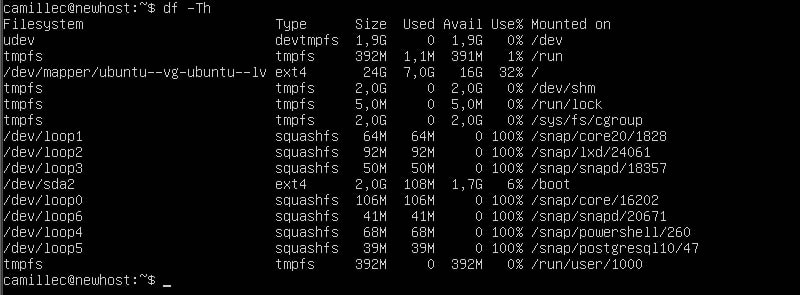 camillec@newhost:~$ df -Th
Filesystem                        Type      Size  Used Avail Use% Mounted on
udev                              devtmpfs  1,9G     0  1,9G   0% /dev
tmpfs                             tmpfs     392M  1,1M  391M   1% /run
/dev/mapper/ubuntu--vg-ubuntu--lv ext4       24G  7,0G   16G  32% /
tmpfs                             tmpfs     2,0G     0  2,0G   0% /dev/shm
tmpfs                             tmpfs     5,0M     0  5,0M   0% /run/lock
tmpfs                             tmpfs     2,0G     0  2,0G   0% /sys/fs/cgroup
/dev/loop1                        squashfs   64M   64M     0 100% /snap/core20/1828
/dev/loop2                        squashfs   92M   92M     0 100% /snap/lxd/24061
/dev/loop3                        squashfs   50M   50M     0 100% /snap/snapd/18357
/dev/sda2                         ext4      2,0G  108M  1,7G   6% /boot
/dev/loop0                        squashfs  106M  106M     0 100% /snap/core/16202
/dev/loop6                        squashfs   41M   41M     0 100% /snap/snapd/20671
/dev/loop4                        squashfs   68M   68M     0 100% /snap/powershell/260
/dev/loop5                        squashfs   39M   39M     0 100% /snap/postgresql10/47
tmpfs                             tmpfs     392M     0  392M   0% /run/user/1000
camillec@newhost:~$ _